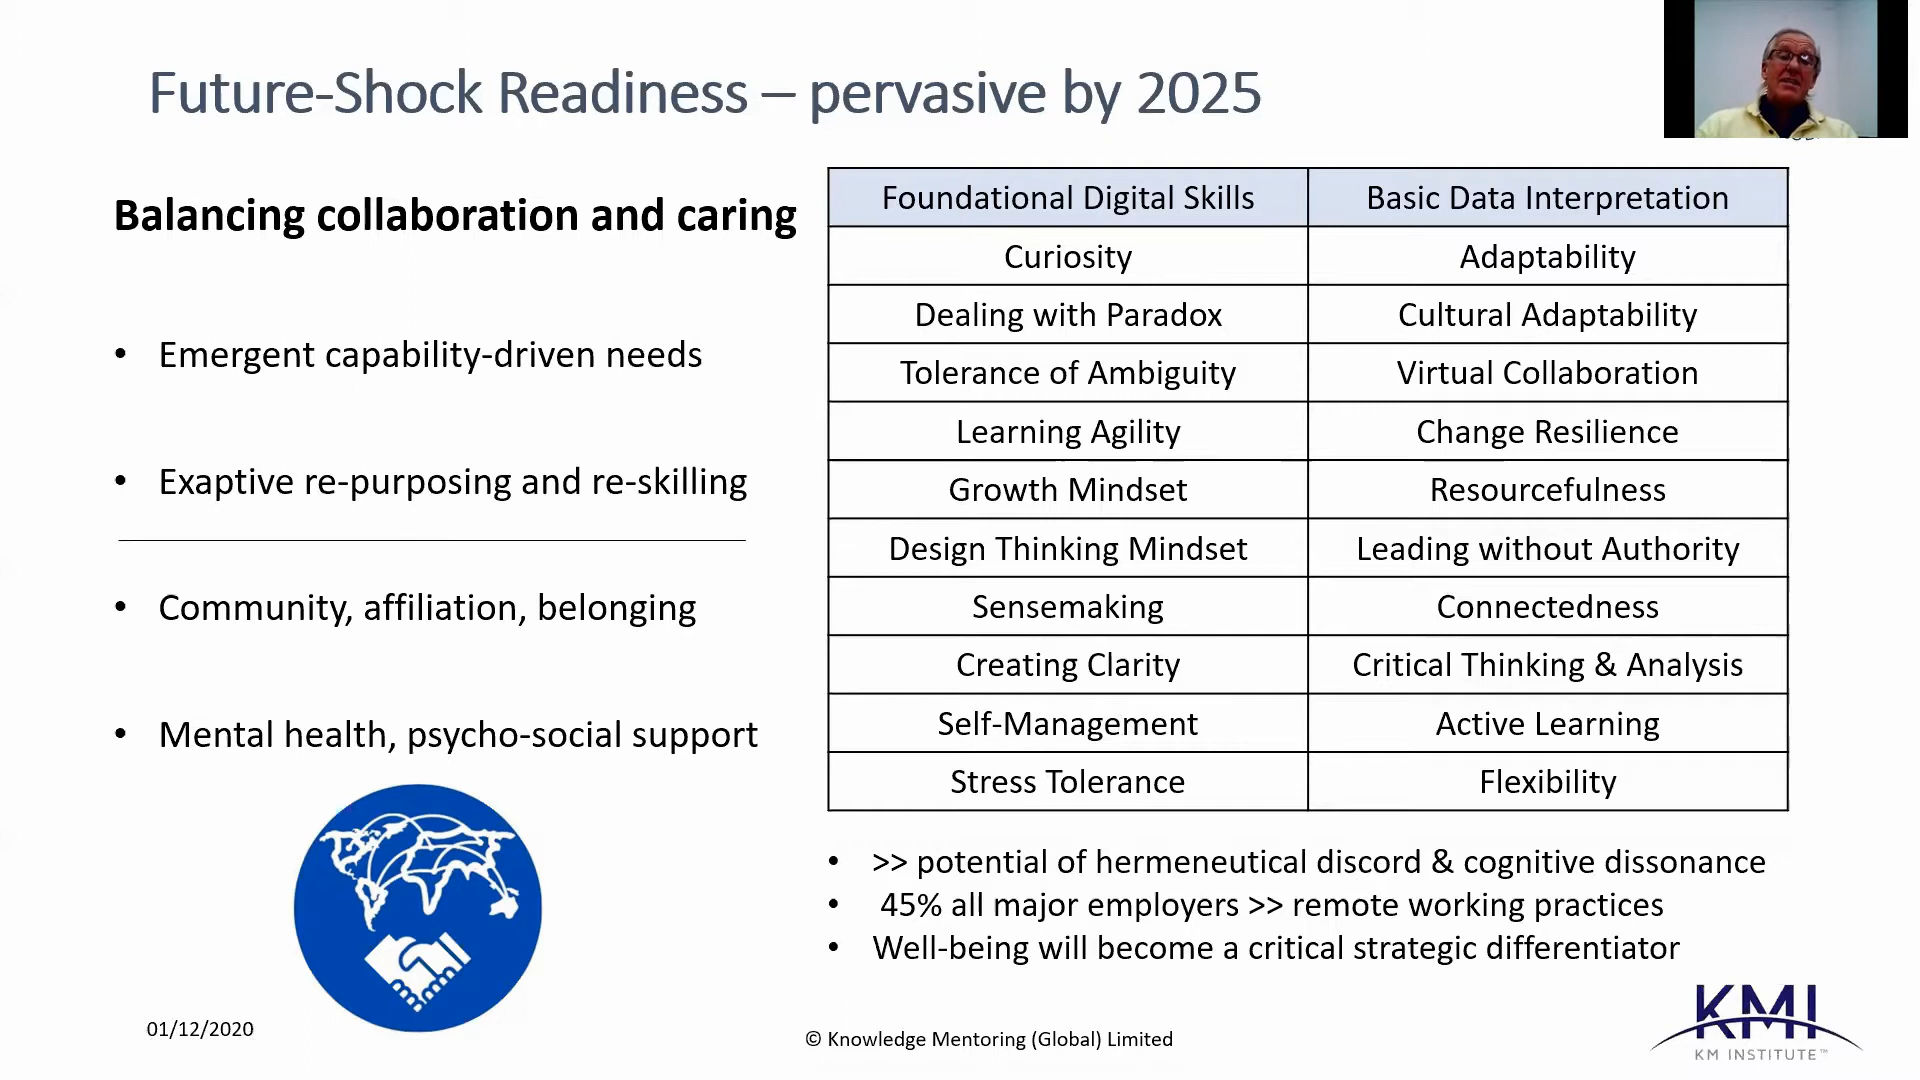 Future-Shock Readiness – pervasive by 2025
Balancing collaboration and caring
• Emergent capability-driven needs
• Exaptive re-purposing and re-skilling
• Community, affiliation, belonging
• Mental health, psycho-social support
Foundational Digital Skills Basic Data Interpretation
Curiosity Adaptability
Dealing with Paradox Cultural Adaptability
Tolerance of Ambiguity Virtual Collaboration
Learning Agility Change Resilience
Growth Mindset Resourcefulness
Design Thinking Mindset Leading without Authority
Sensemaking Connectedness
Creating Clarity Critical Thinking & Analysis
Self-Management Active Learning
Stress Tolerance Flexibility
• >> potential of hermeneutical discord & cognitive dissonance
• 45% all major employers >> remote working practices
• Well-being will become a critical strategic differentiator
01/12/2020
© Knowledge Mentoring (Global) Limited
KMI
KM INSTITUTE™